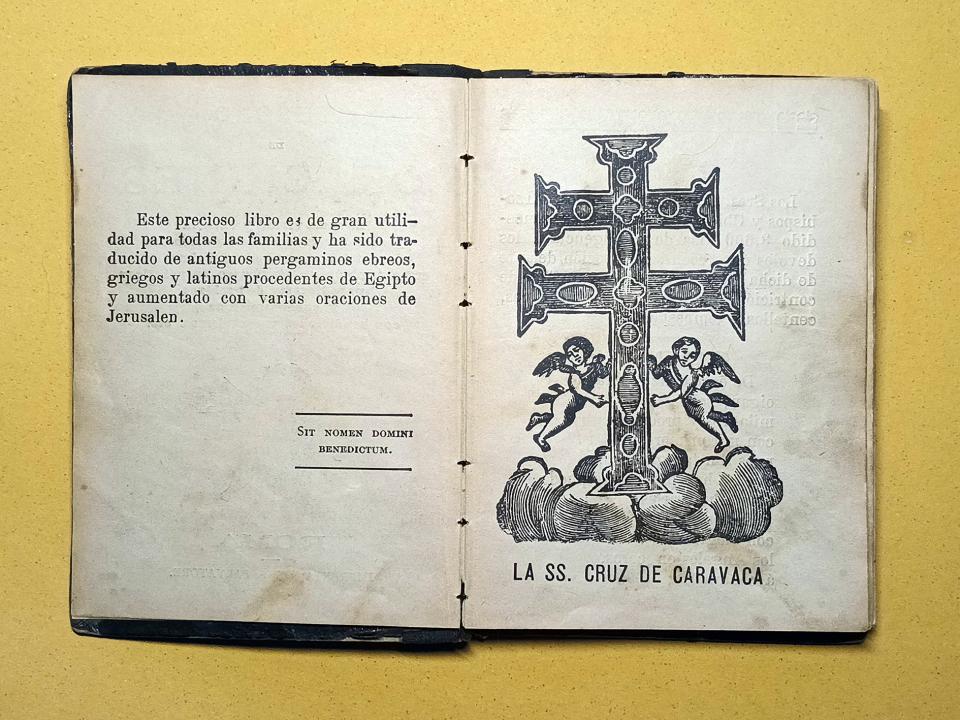 Este precioso libro es de gran utili-
dad para todas las familias y ha sido tra-
ducido de antiguos pergaminos ebreos,
griegos y latinos procedentes de Egipto
y aumentado con varias oraciones de
Jerusalen.
SIT NOMEN DOMINI
BENEDICTUM.
LA SS. CRUZ DE CARAVACA